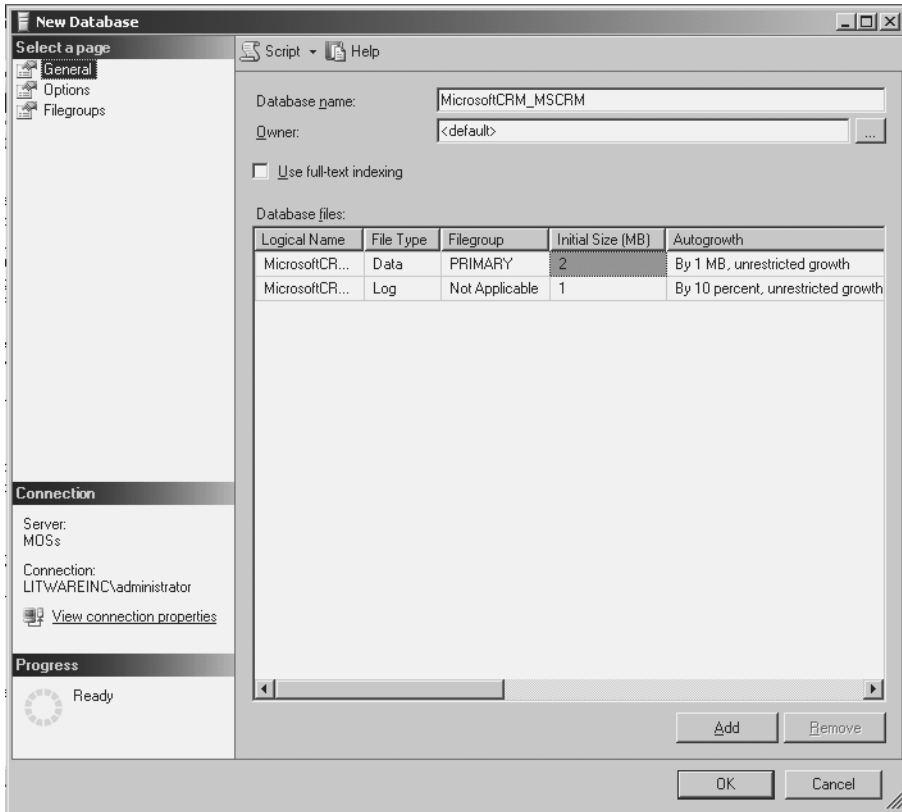 New Database
Select a page
General
Options
Filegroups
Script
Help
Database name:
MicrosoftCRM_MSCRM
Owner:
<default>
...
Use full-text indexing
Database files:
Logical Name File Type Filegroup Initial Size (MB) Autogrowth
MicrosoftCR... Data PRIMARY 2 By 1 MB, unrestricted growth
MicrosoftCR... Log Not Applicable 1 By 10 percent, unrestricted growth
Connection
Server:
MOSs
Connection:
LITWAREINC\administrator
View connection properties
Progress
Ready
Add Remove
OK Cancel